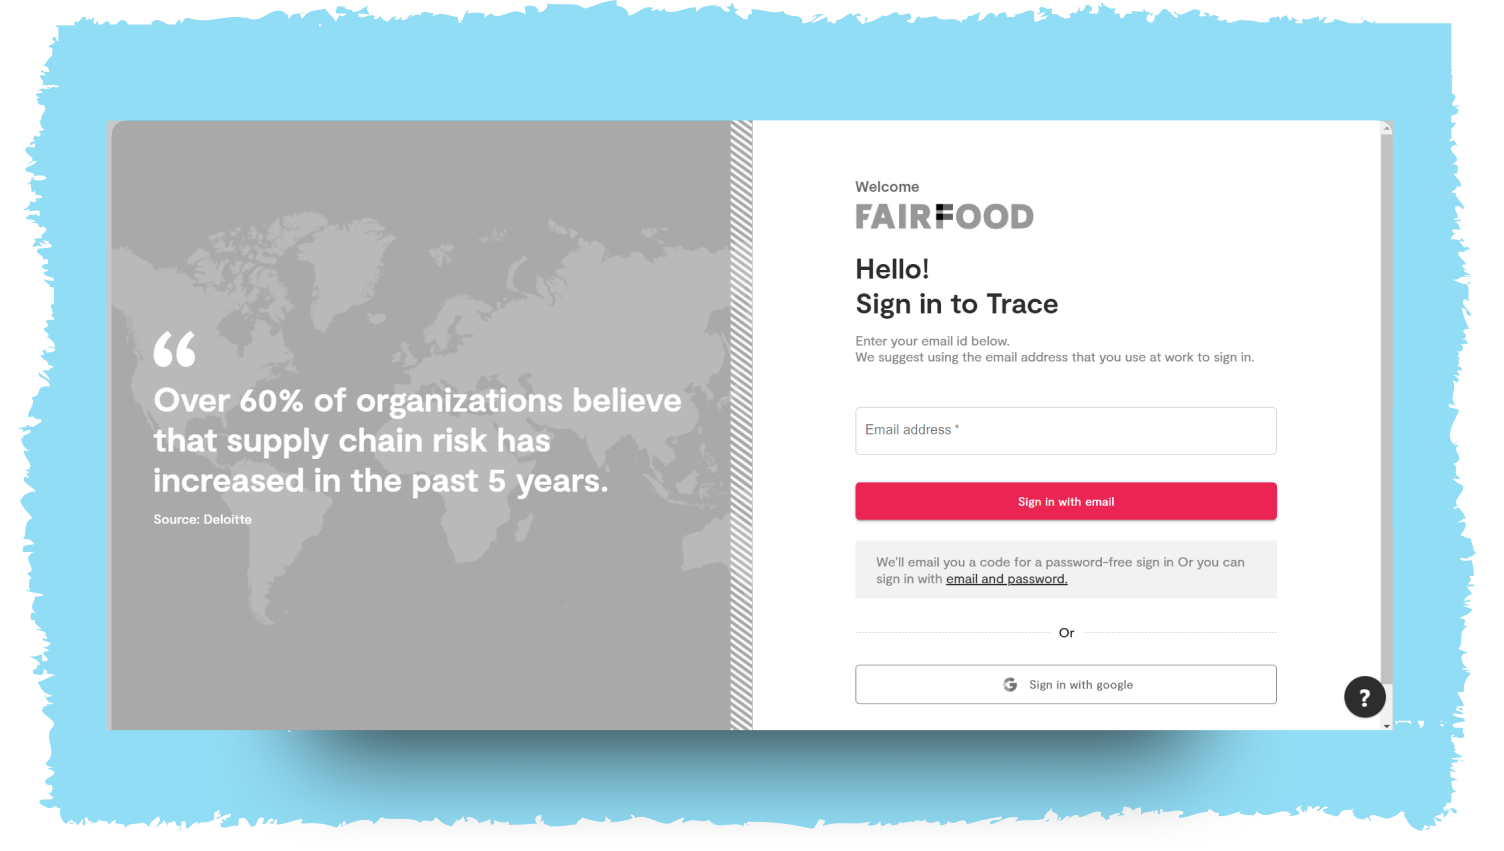 “
Over 60% of organizations believe
that supply chain risk has
increased in the past 5 years.
Source: Deloitte
Welcome
FAIRFOOD
Hello!
Sign in to Trace
Enter your email id below.
We suggest using the email address that you use at work to sign in.
Email address *
Sign in with email
We'll email you a code for a password-free sign in Or you can
sign in with email and password.
Or
G Sign in with google
?